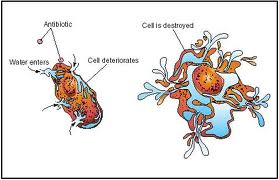 Antibiotic
Cell is destroyed
Water enters
Cell deteriorates